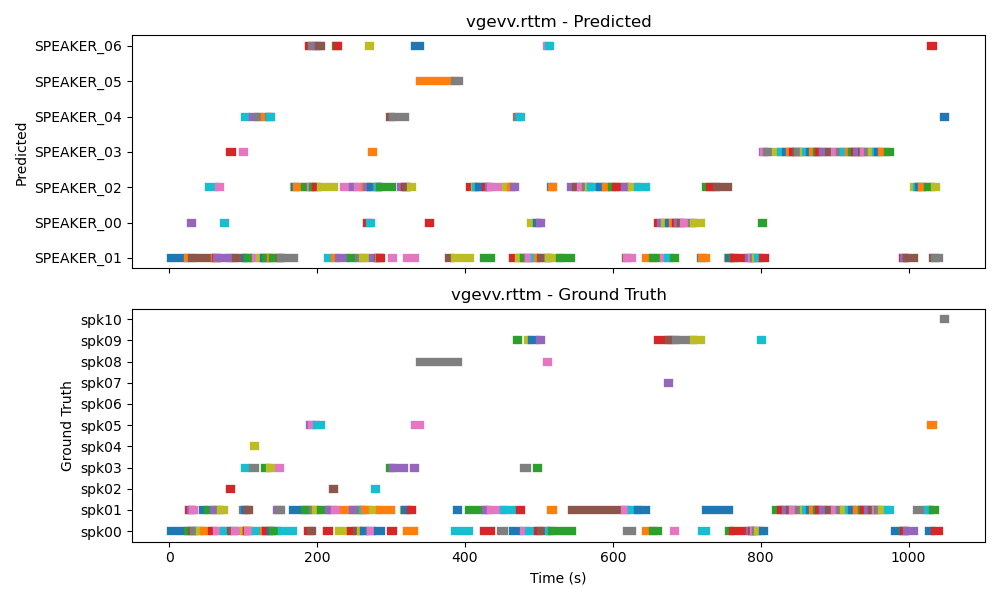 vgevv.rttm - Predicted
SPEAKER_06
SPEAKER_05
SPEAKER_04
SPEAKER_03
SPEAKER_02
SPEAKER_00
SPEAKER_01
Predicted
vgevv.rttm - Ground Truth
spk10
spk09
spk08
spk07
spk06
spk05
spk04
spk03
spk02
spk01
spk00
Ground Truth
0 200 400 600 800 1000
Time (s)